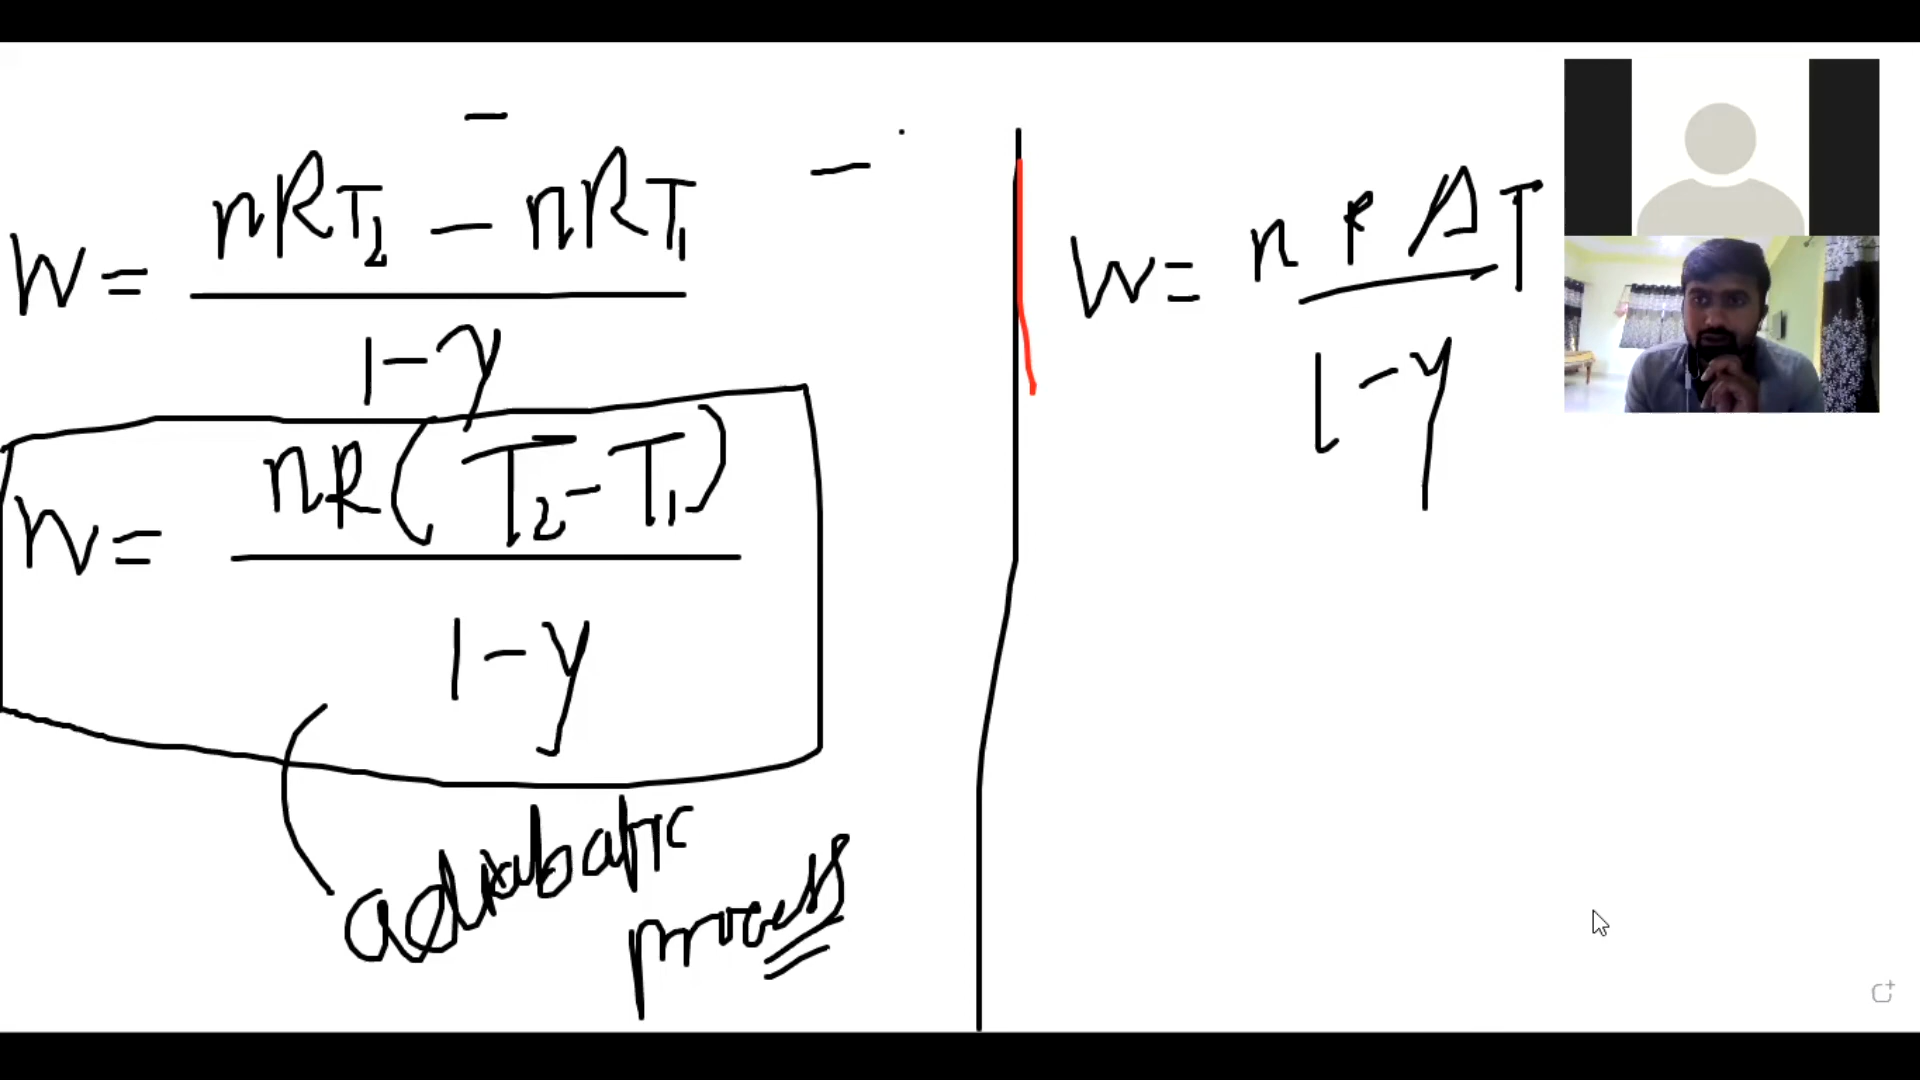 W = nRT₂ - nRT₁
1-γ
W = nR(T₂-T₁)
1-γ
adiabatic
process
W = nRΔT
1-γ